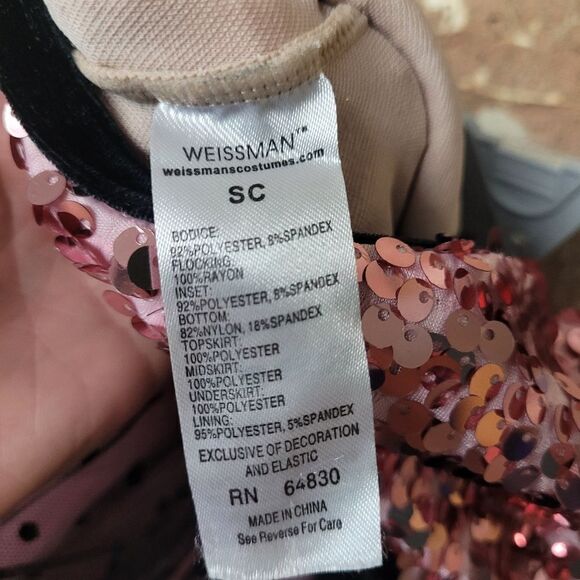 WEISSMAN™
weissmanscostumes.com
SC
BODICE:
92%POLYESTER, 8%SPANDEX
FLOCKING:
100%RAYON
INSET:
92%POLYESTER, 8%SPANDEX
BOTTOM:
82%NYLON, 18%SPANDEX
TOPSKIRT:
100%POLYESTER
MIDSKIRT:
100%POLYESTER
UNDERSKIRT:
100%POLYESTER
LINING:
95%POLYESTER, 5%SPANDEX
EXCLUSIVE OF DECORATION
AND ELASTIC
RN 64830
MADE IN CHINA
See Reverse For Care